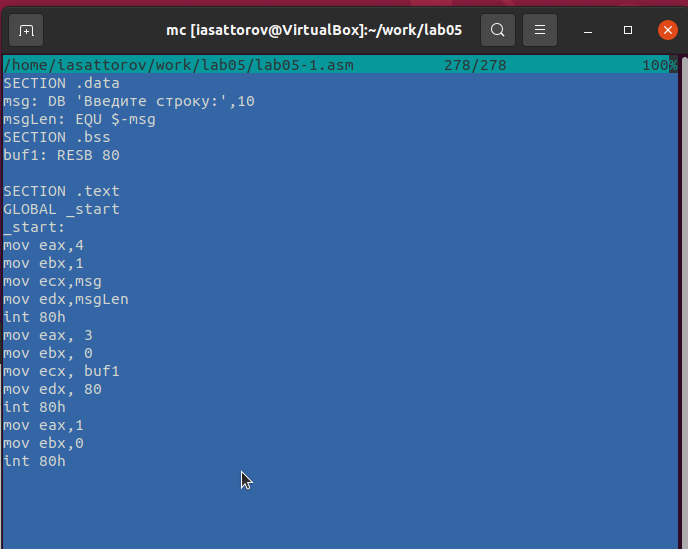 mc [iasattorov@VirtualBox]:~/work/lab05
/home/iasattorov/work/lab05/lab05-1.asm 278/278 100%
SECTION .data
msg: DB 'Введите строку:',10
msgLen: EQU $-msg
SECTION .bss
buf1: RESB 80
SECTION .text
GLOBAL _start
_start:
mov eax,4
mov ebx,1
mov ecx,msg
mov edx,msgLen
int 80h
mov eax, 3
mov ebx, 0
mov ecx, buf1
mov edx, 80
int 80h
mov eax,1
mov ebx,0
int 80h